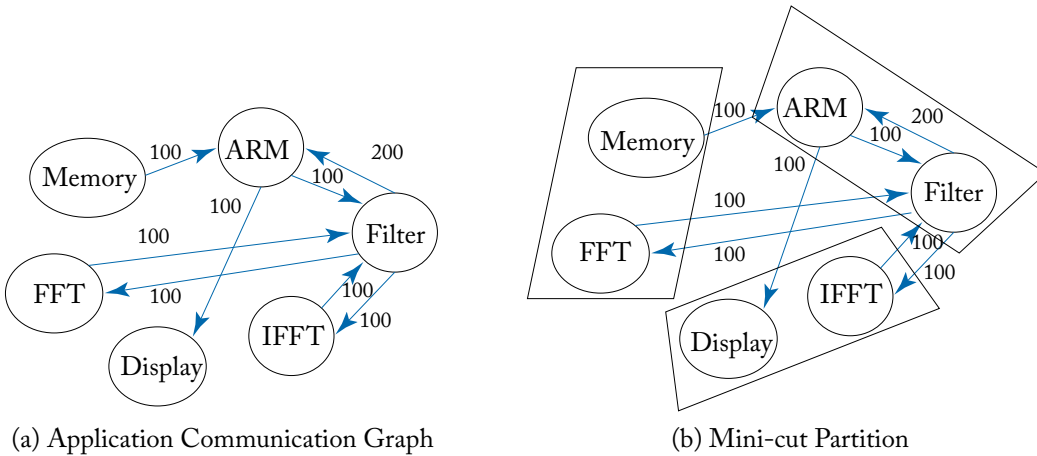 Memory
100
ARM
200
100
100
Filter
100
FFT
100
100
100
IFFT
Display
(a) Application Communication Graph
ARM
100
200
Memory
100
100
Filter
100
FFT
100
100
100
IFFT
Display
(b) Mini-cut Partition